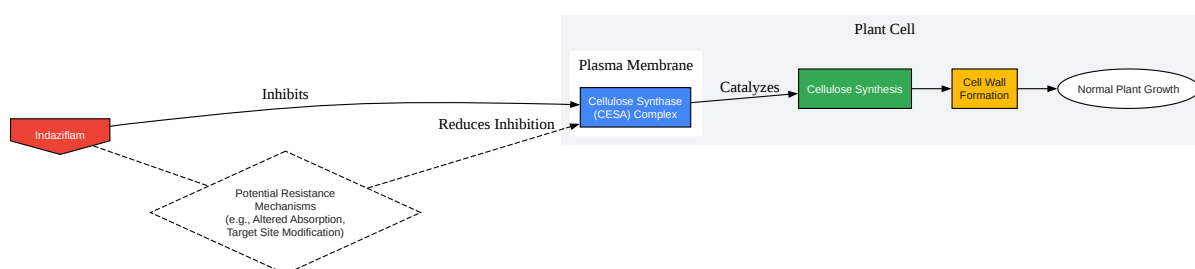 Plant Cell
Plasma Membrane
Inhibits
Catalyzes
Cellulose Synthase
(CESA) Complex
Cellulose Synthesis
Cell Wall
Formation
Normal Plant Growth
Reduces Inhibition
Indaziflam
Potential Resistance
Mechanisms
(e.g., Altered Absorption,
Target Site Modification)